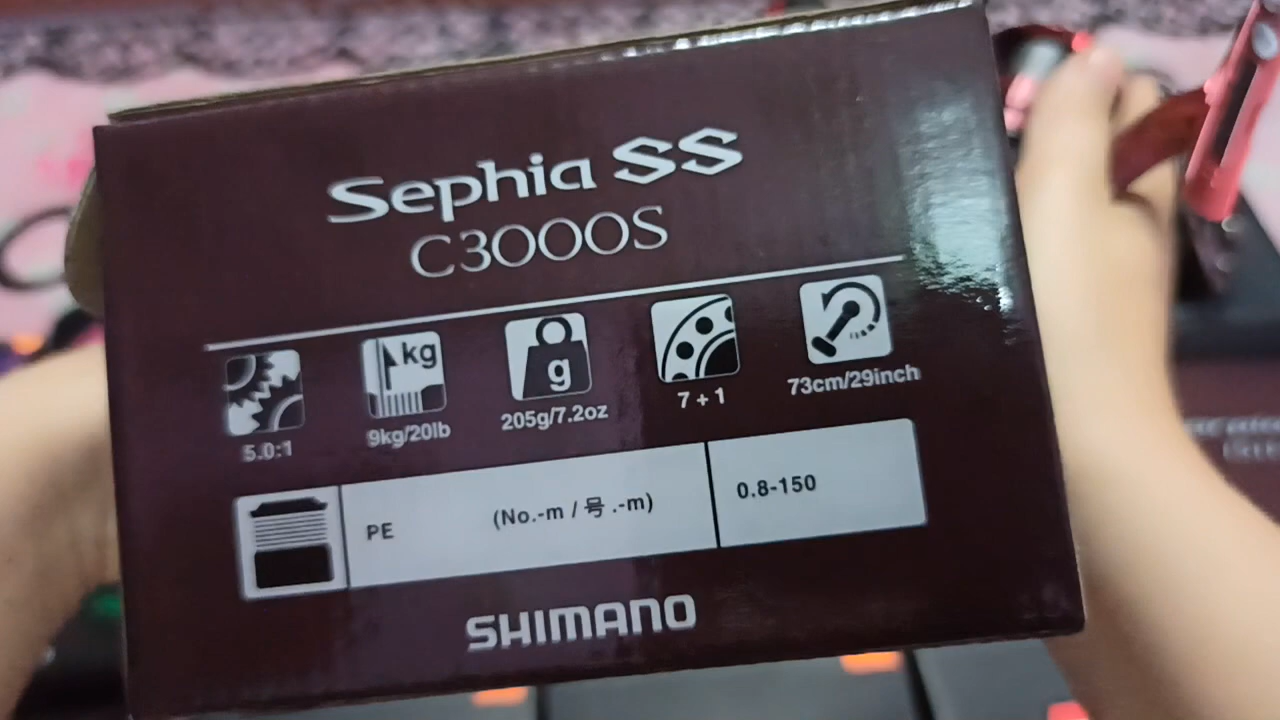 Sephia SS
C3000S
kg
g
5.0:1
9kg/20lb
205g/7.2oz
7 + 1
73cm/29inch
PE
(No.-m / 号 .-m)
0.8-150
SHIMANO